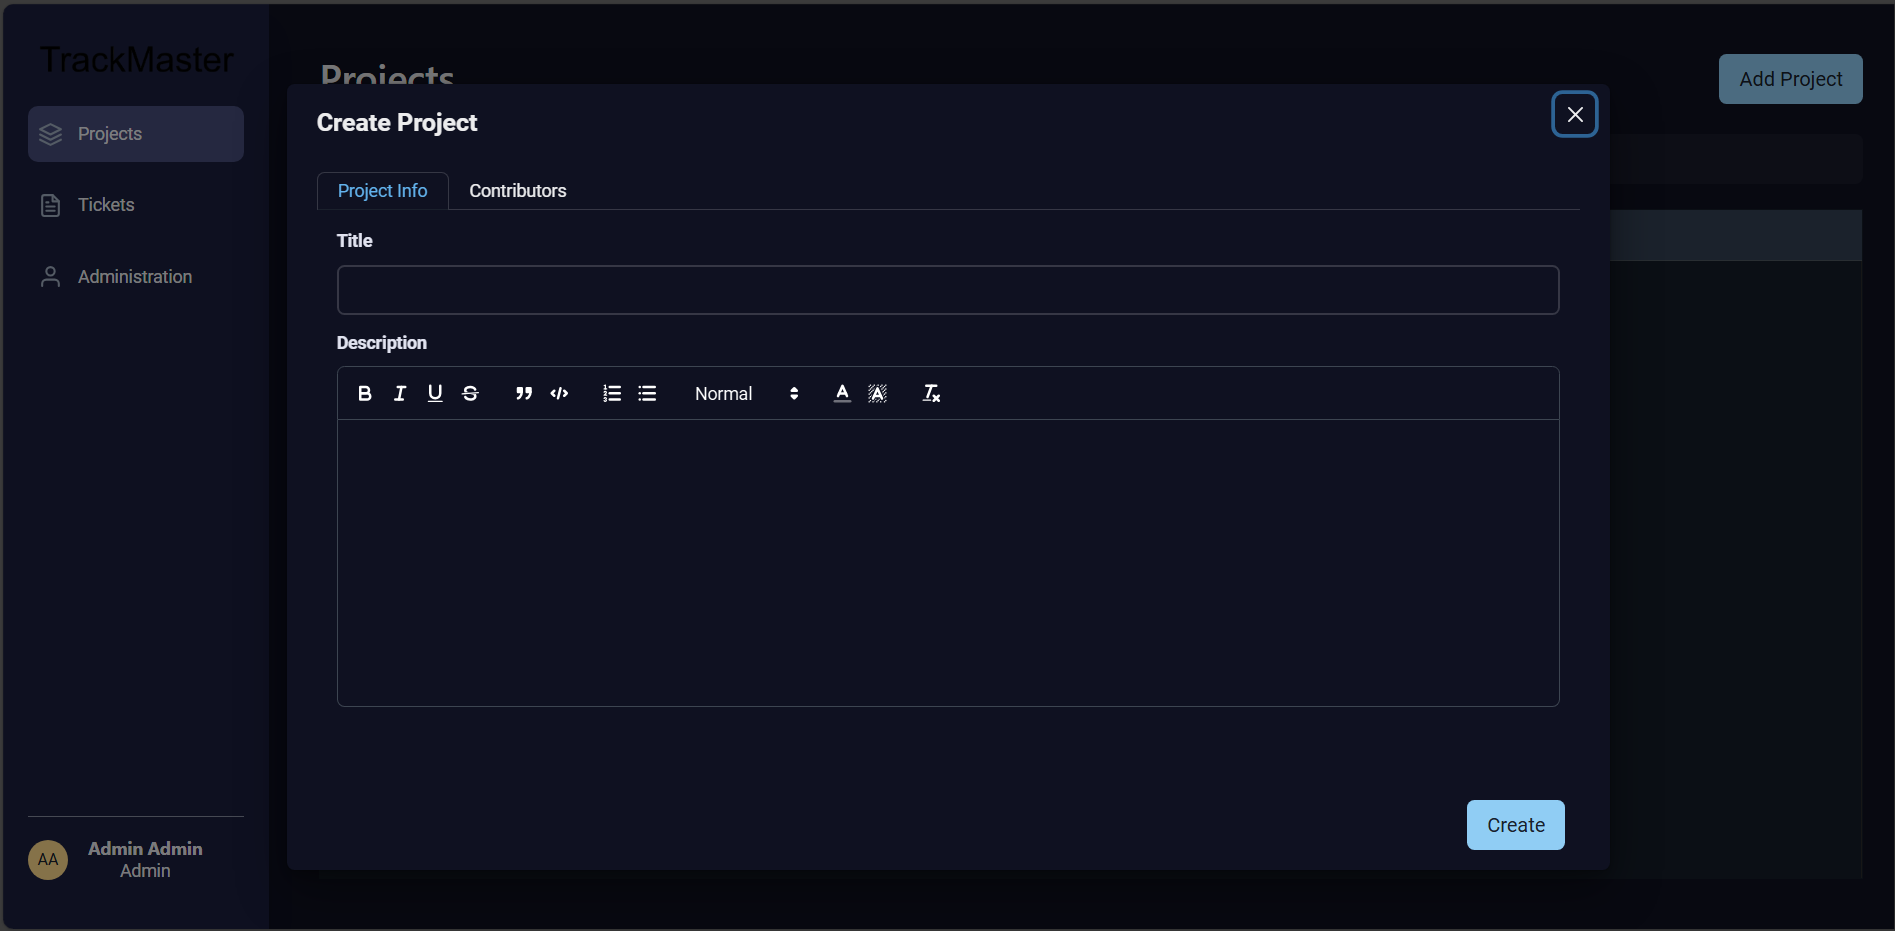 TrackMaster
Projects
Tickets
Administration
Admin Admin
Admin
AA
Projects
Add Project
Create Project
Project Info
Contributors
Title
Description
Normal
Create